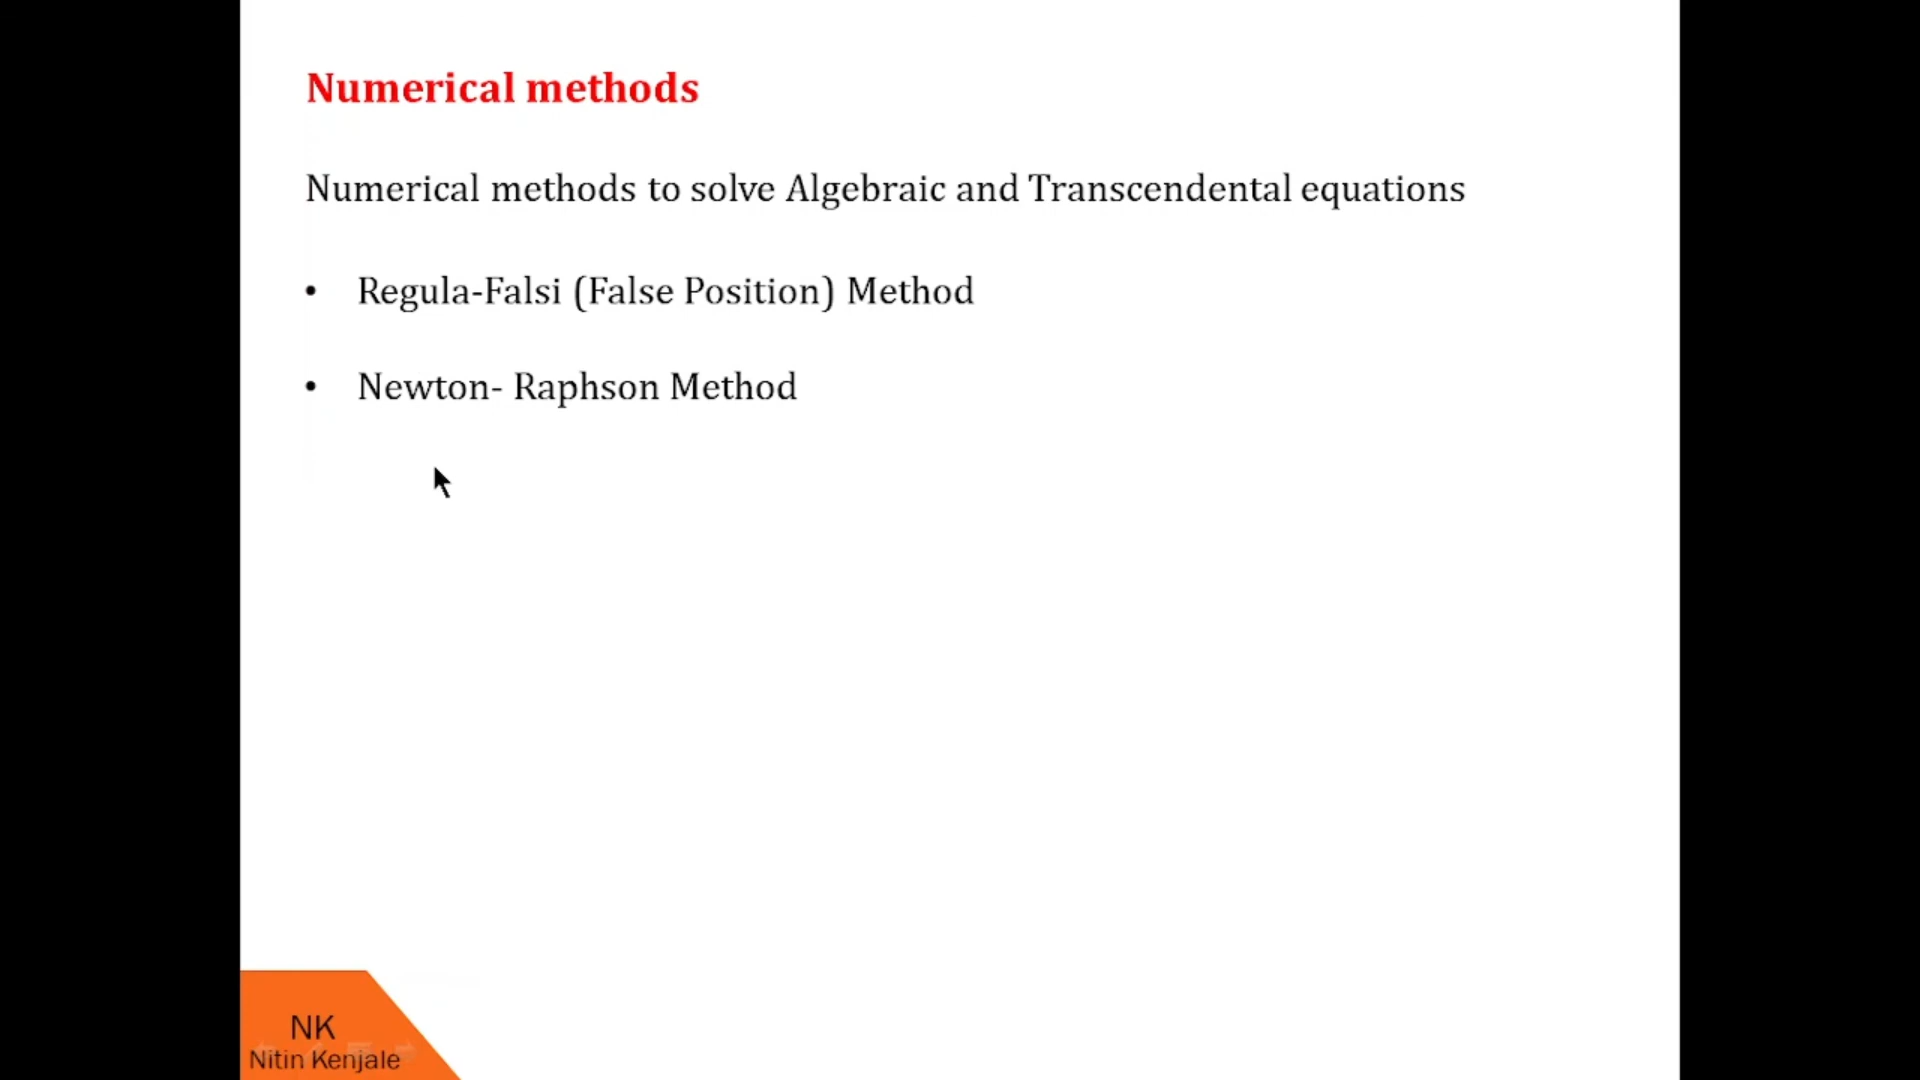 Numerical methods
Numerical methods to solve Algebraic and Transcendental equations
• Regula-Falsi (False Position) Method
• Newton- Raphson Method
NK
Nitin Kenjale